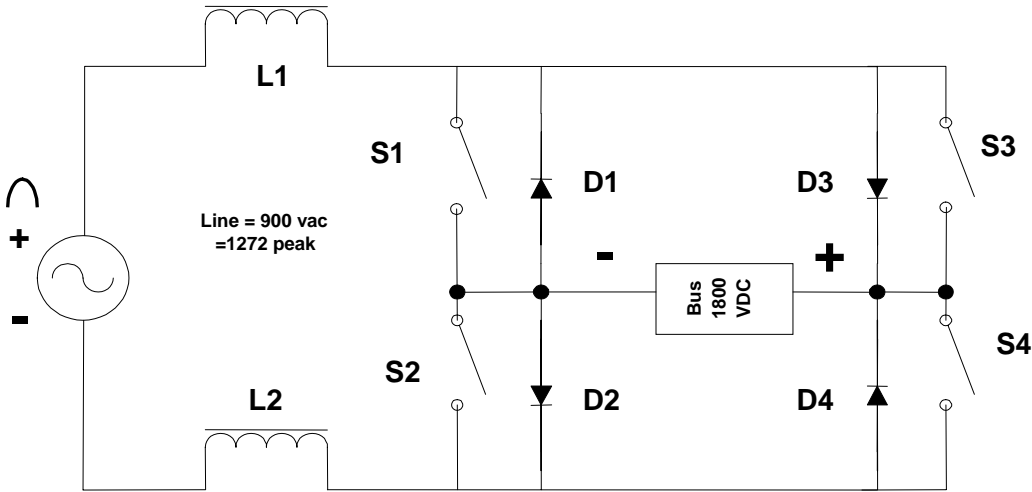 L1
S1
S3
D1
D3
Line = 900 vac
=1272 peak
+
-
-
+
Bus
1800
VDC
S2
S4
L2
D2
D4